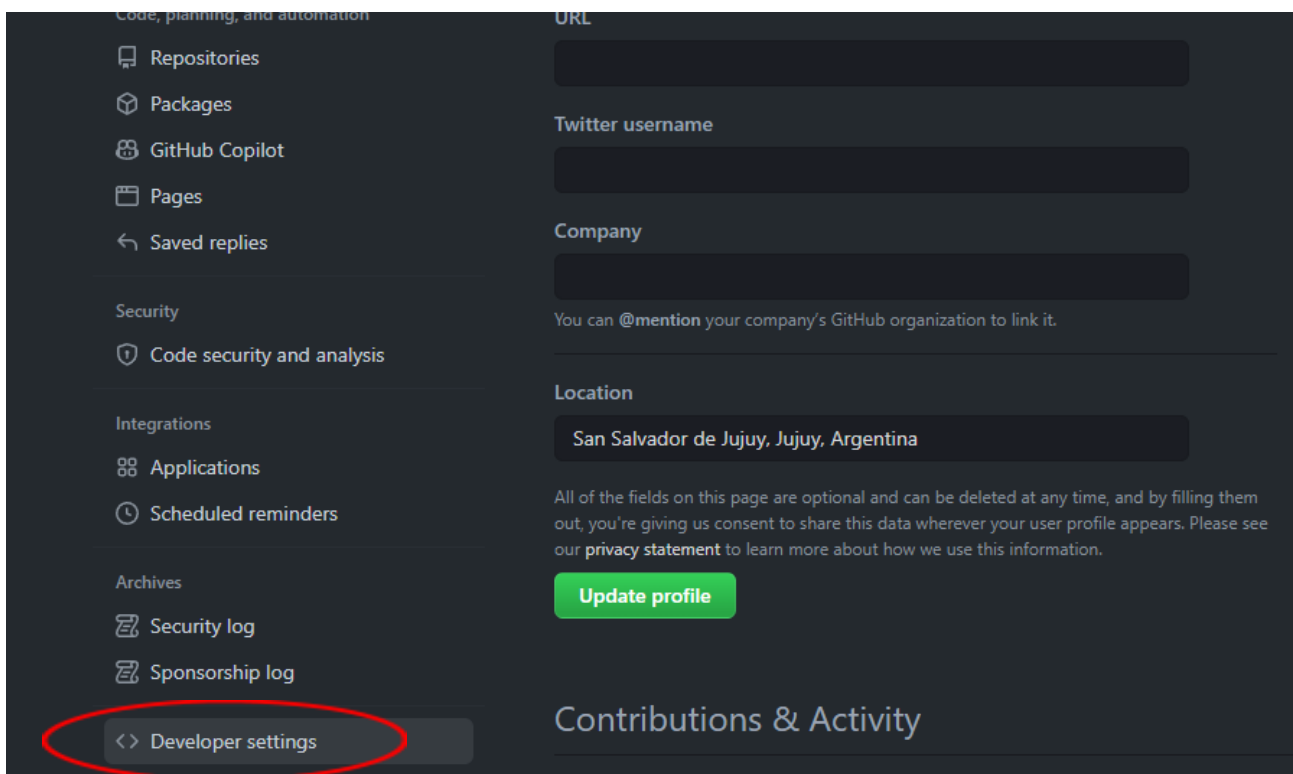 Code, planning, and automation
Repositories
Packages
GitHub Copilot
Pages
Saved replies
Security
Code security and analysis
Integrations
Applications
Scheduled reminders
Archives
Security log
Sponsorship log
Developer settings
URL
Twitter username
Company
You can @mention your company's GitHub organization to link it.
Location
San Salvador de Jujuy, Jujuy, Argentina
All of the fields on this page are optional and can be deleted at any time, and by filling them
out, you're giving us consent to share this data wherever your user profile appears. Please see
our privacy statement to learn more about how we use this information.
Update profile
Contributions & Activity